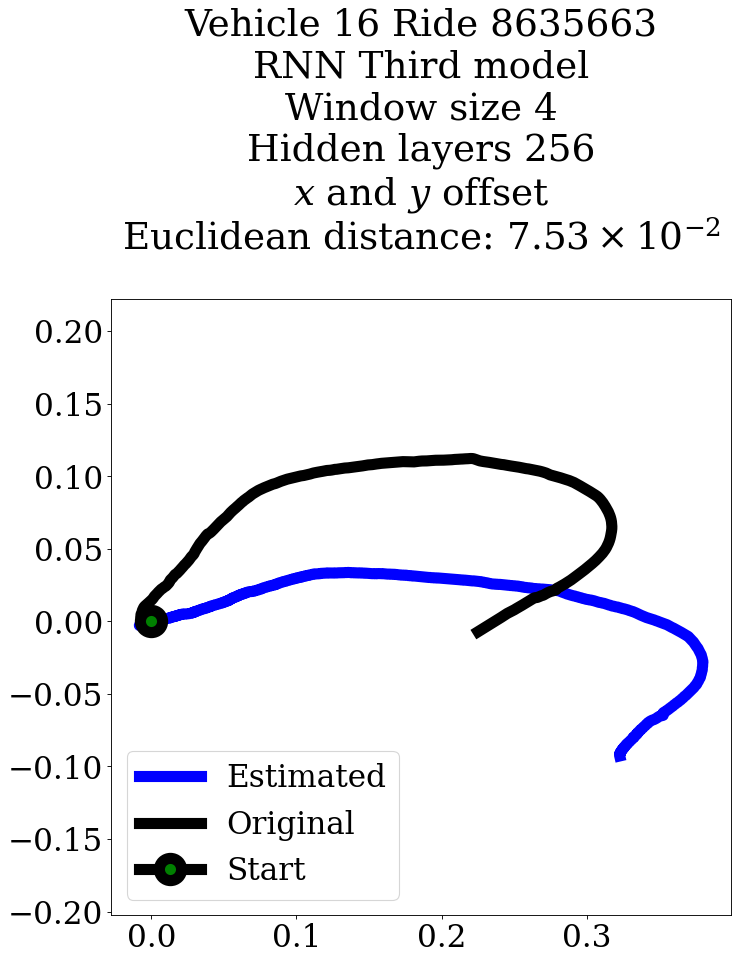 Vehicle 16 Ride 8635663
RNN Third model
Window size 4
Hidden layers 256
x and y offset
Euclidean distance: 7.53 × 10⁻²
0.20
0.15
0.10
0.05
0.00
−0.05
−0.10
−0.15
−0.20
Estimated
Original
Start
0.0 0.1 0.2 0.3